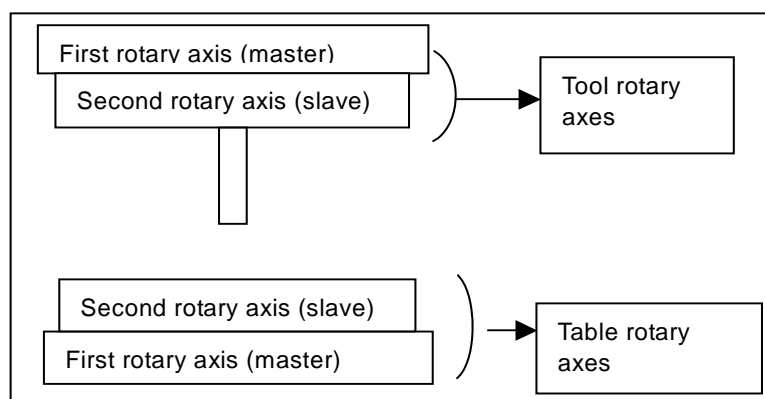 First rotary axis (master)
Second rotary axis (slave)
Tool rotary
axes
Second rotary axis (slave)
First rotary axis (master)
Table rotary
axes